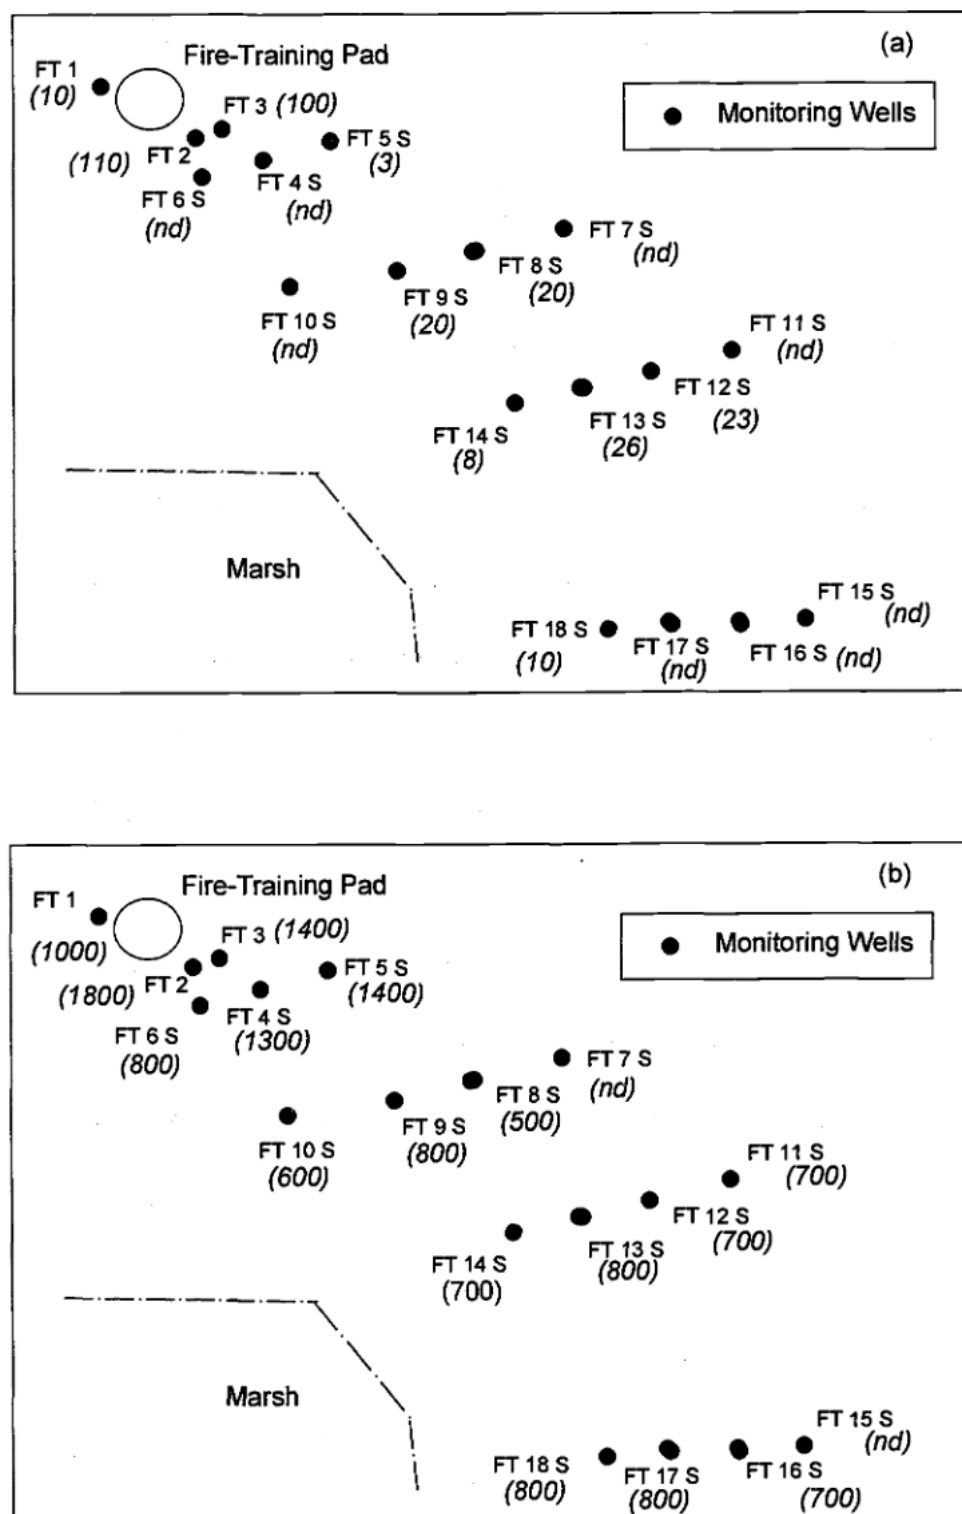 (a)
Fire-Training Pad
FT 1
(10)
FT 3 (100)
Monitoring Wells
(110) FT 2
FT 5 S
(3)
FT 4 S
(nd)
FT 6 S
(nd)
FT 7 S
(nd)
FT 8 S
(20)
FT 9 S
(20)
FT 10 S
(nd)
FT 11 S
(nd)
FT 12 S
(23)
FT 13 S
(26)
FT 14 S
(8)
Marsh
FT 15 S
(nd)
FT 18 S
(10)
FT 17 S
(nd)
FT 16 S (nd)
(b)
Fire-Training Pad
FT 1
(1000)
FT 3 (1400)
Monitoring Wells
FT 2
(1800)
FT 5 S
(1400)
FT 4 S
(1300)
FT 6 S
(800)
FT 7 S
(nd)
FT 8 S
(500)
FT 9 S
(800)
FT 10 S
(600)
FT 11 S
(700)
FT 12 S
(700)
FT 13 S
(800)
FT 14 S
(700)
Marsh
FT 15 S
(nd)
FT 18 S
(800)
FT 17 S
(800)
FT 16 S
(700)